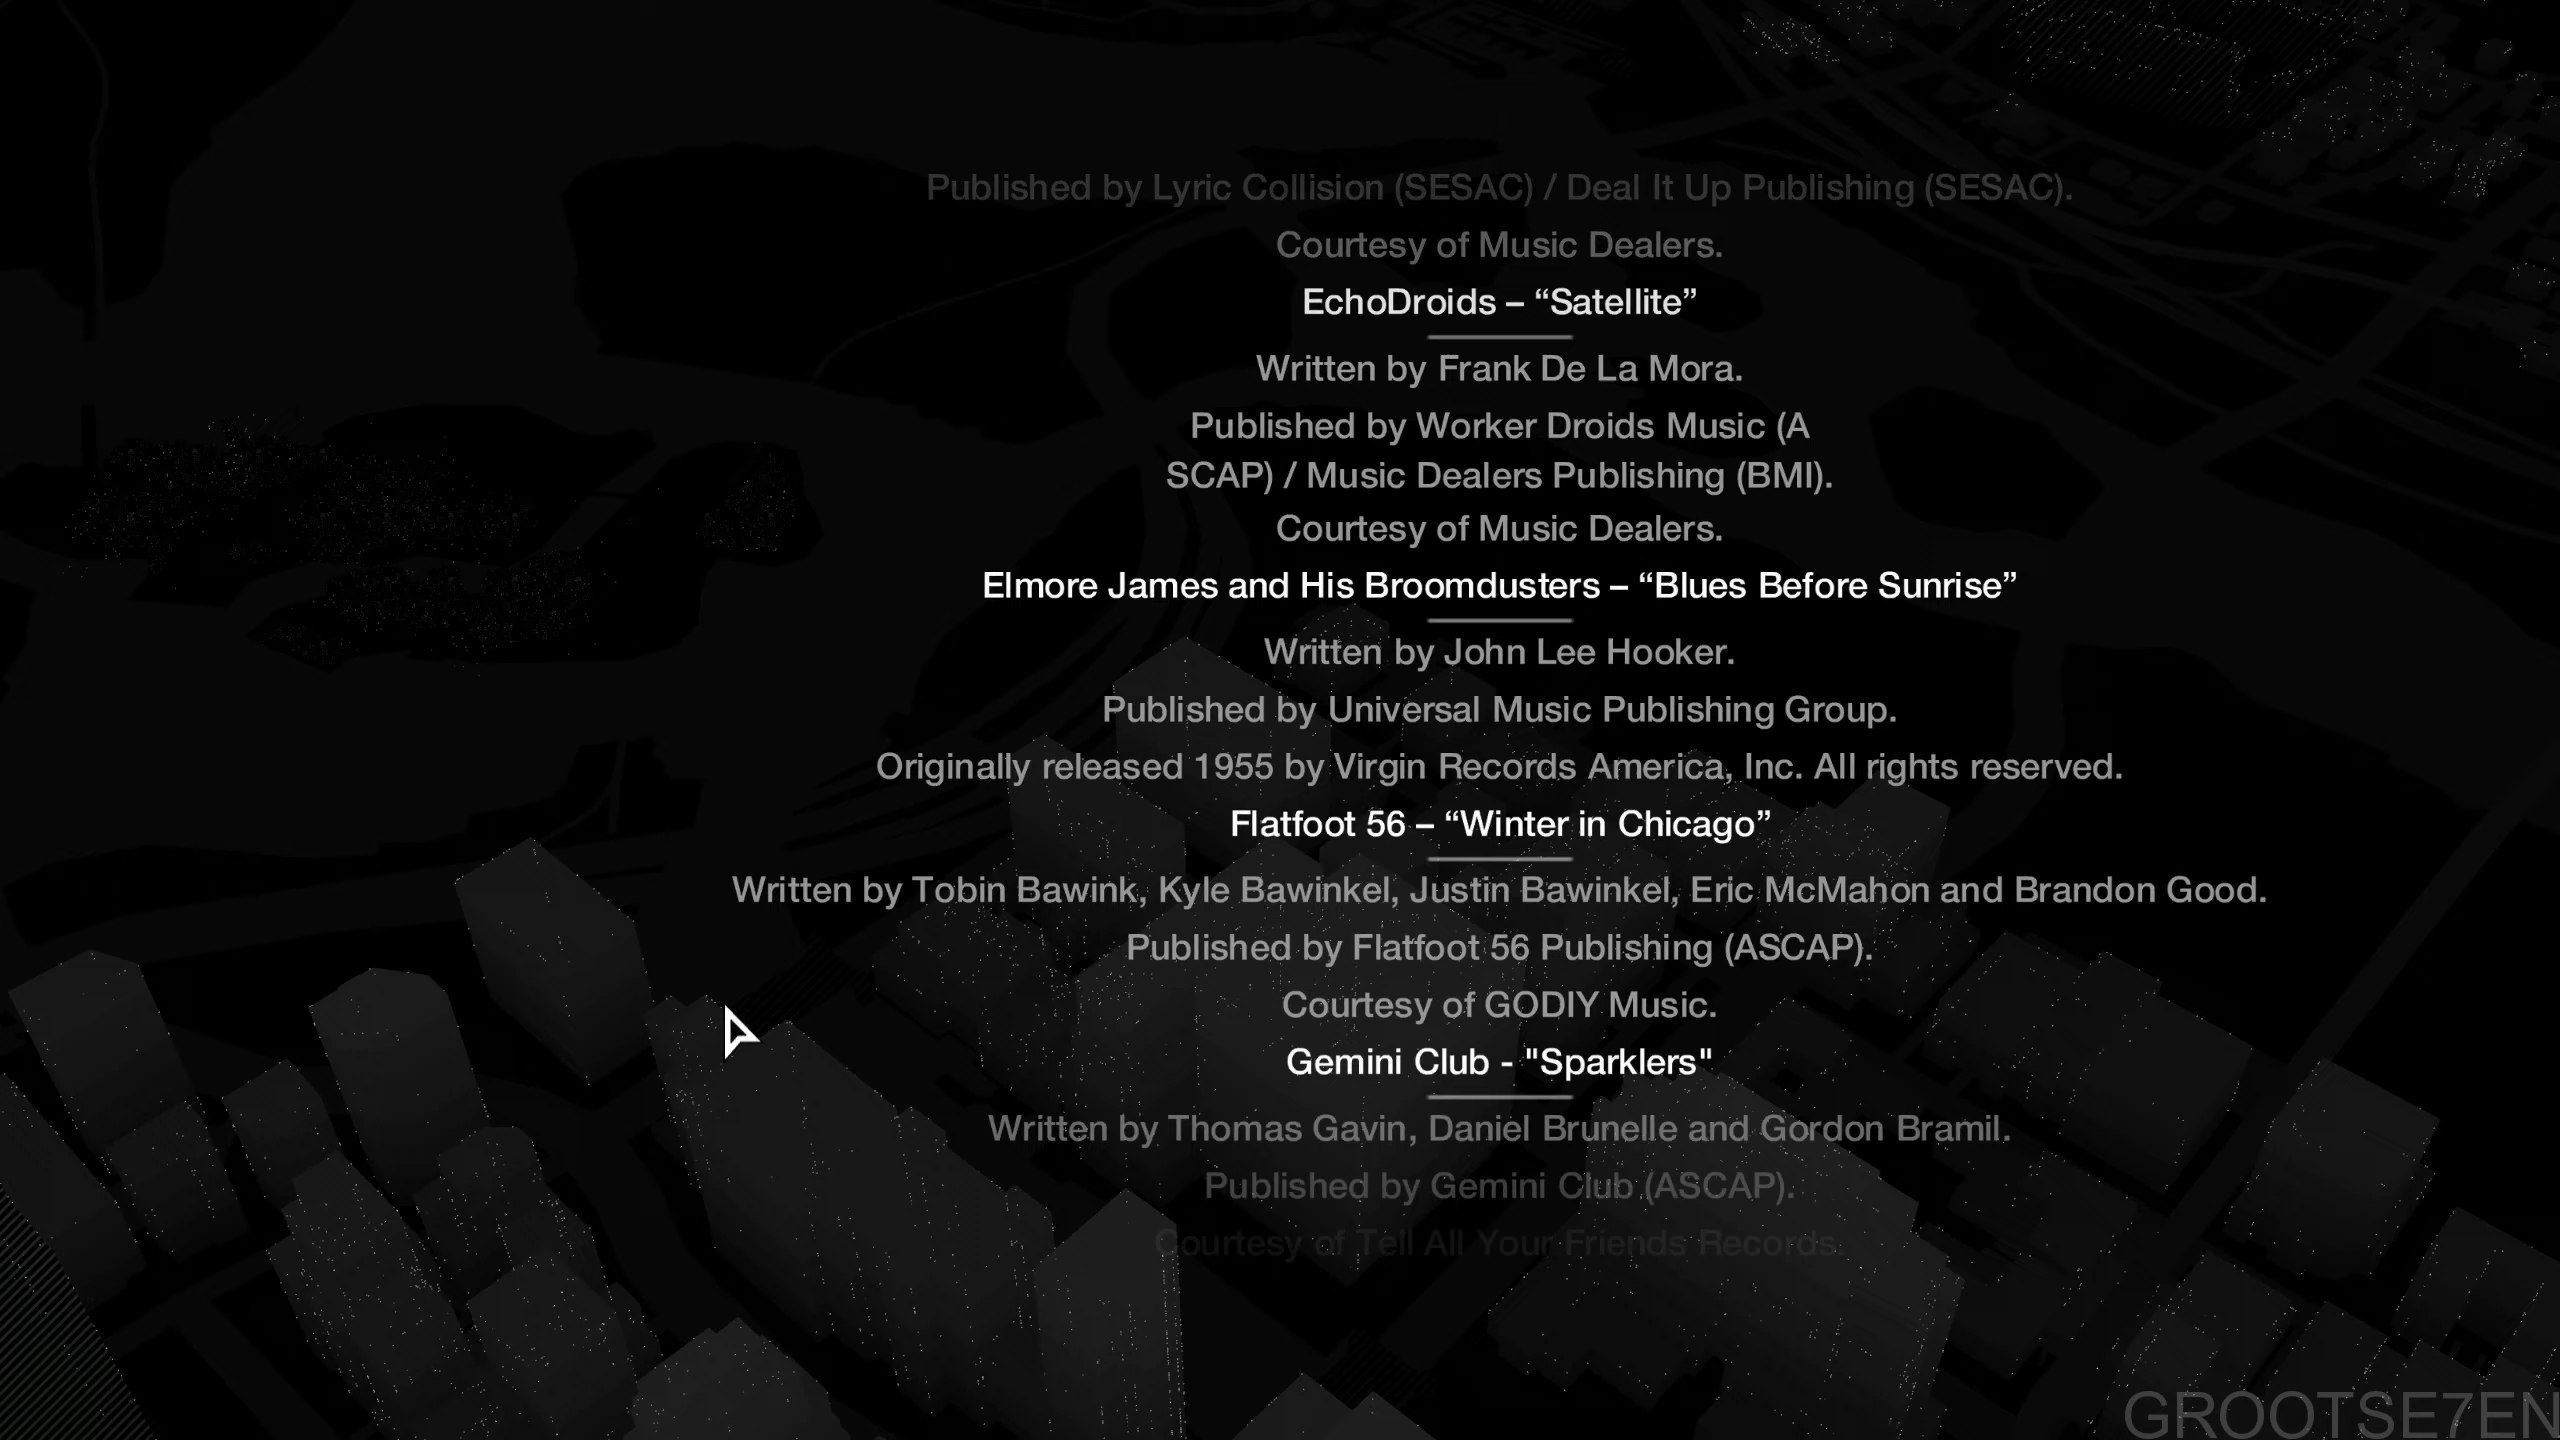 Published by Lyric Collision (SESAC) / Deal It Up Publishing (SESAC).
Courtesy of Music Dealers.
EchoDroids – “Satellite”
Written by Frank De La Mora.
Published by Worker Droids Music (A
SCAP) / Music Dealers Publishing (BMI).
Courtesy of Music Dealers.
Elmore James and His Broomdusters – “Blues Before Sunrise”
Written by John Lee Hooker.
Published by Universal Music Publishing Group.
Originally released 1955 by Virgin Records America, Inc. All rights reserved.
Flatfoot 56 – “Winter in Chicago”
Written by Tobin Bawink, Kyle Bawinkel, Justin Bawinkel, Eric McMahon and Brandon Good.
Published by Flatfoot 56 Publishing (ASCAP).
Courtesy of GODIY Music.
Gemini Club - "Sparklers"
Written by Thomas Gavin, Daniel Brunelle and Gordon Bramil.
Published by Gemini Club (ASCAP).
Courtesy of Tell All Your Friends Records.
GROOTSE7EN